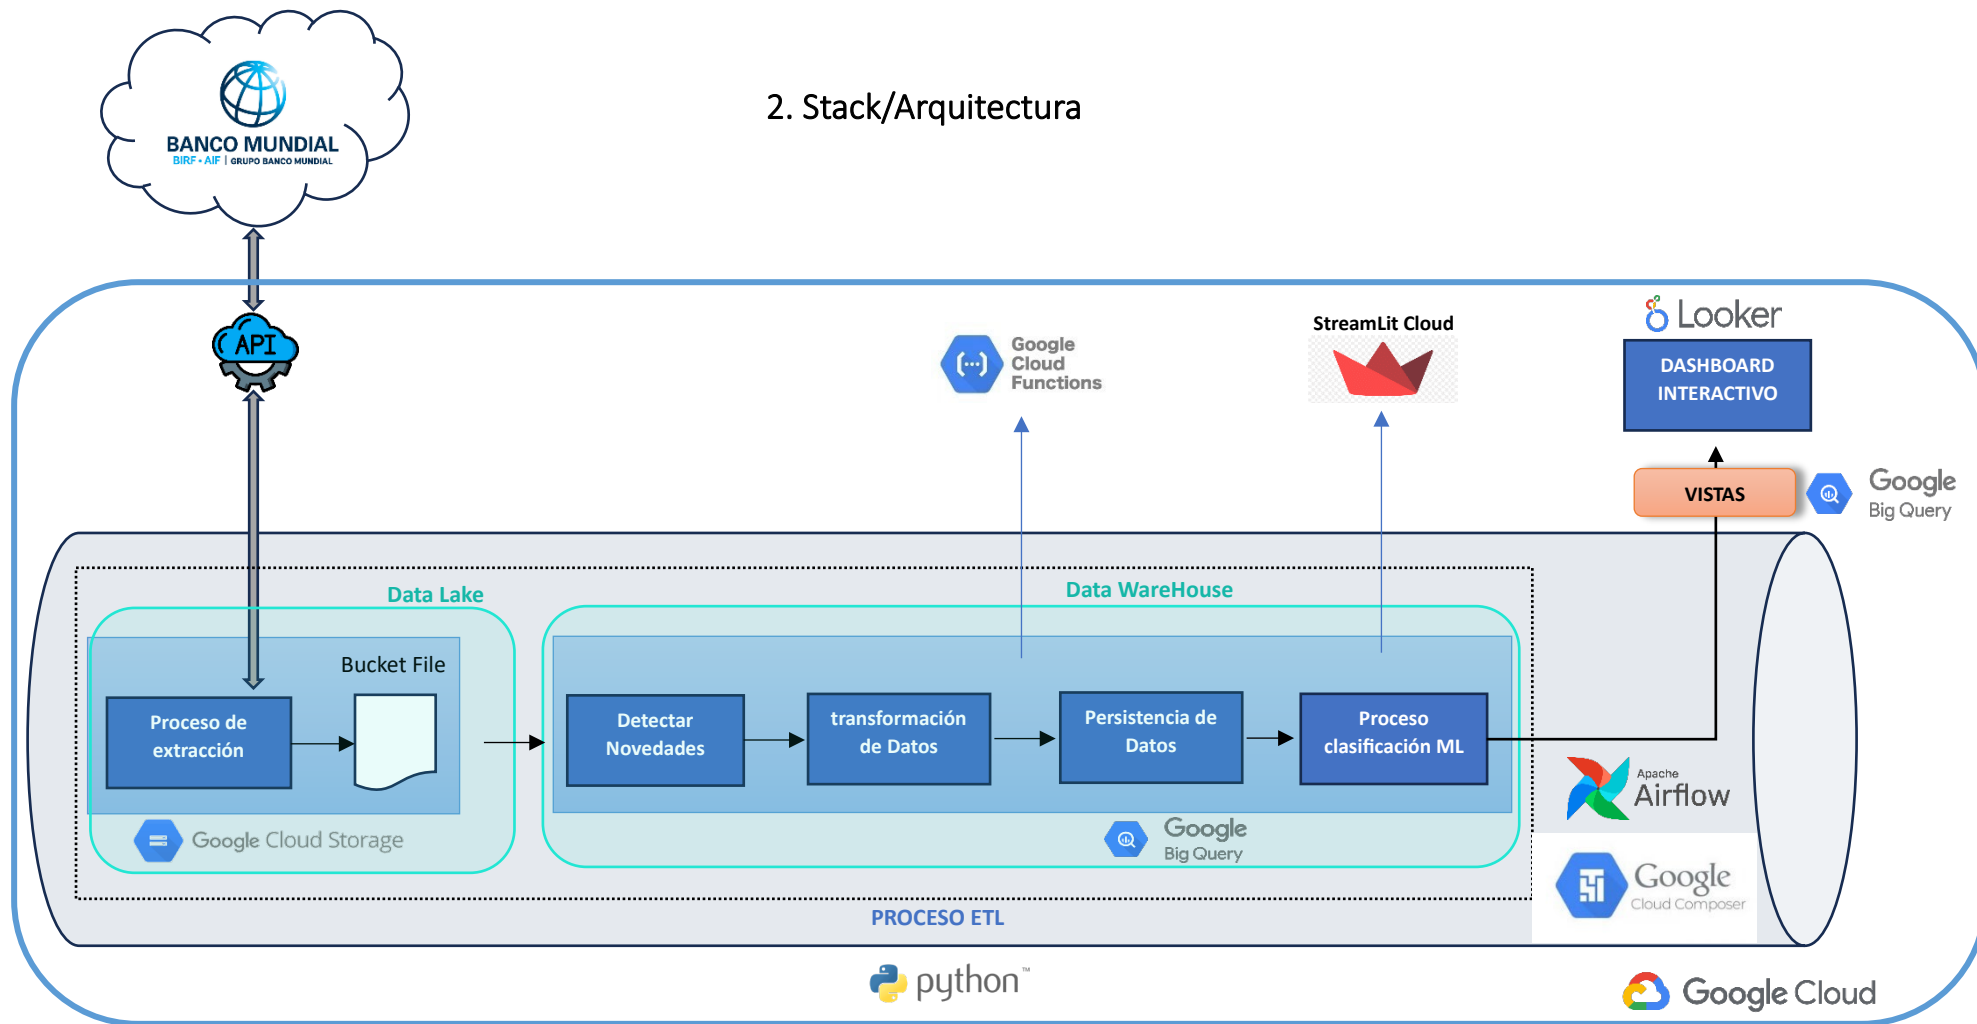 BANCO MUNDIAL
BIRF • AIF | GRUPO BANCO MUNDIAL
2. Stack/Arquitectura
API
Google
Cloud
Functions
StreamLit Cloud
Looker
DASHBOARD
INTERACTIVO
VISTAS
Google
Big Query
Data Lake
Data WareHouse
Bucket File
Proceso de
extracción
Detectar
Novedades
transformación
de Datos
Persistencia de
Datos
Proceso
clasificación ML
Google Cloud Storage
Google
Big Query
Apache
Airflow
Google
Cloud Composer
PROCESO ETL
python™
Google Cloud